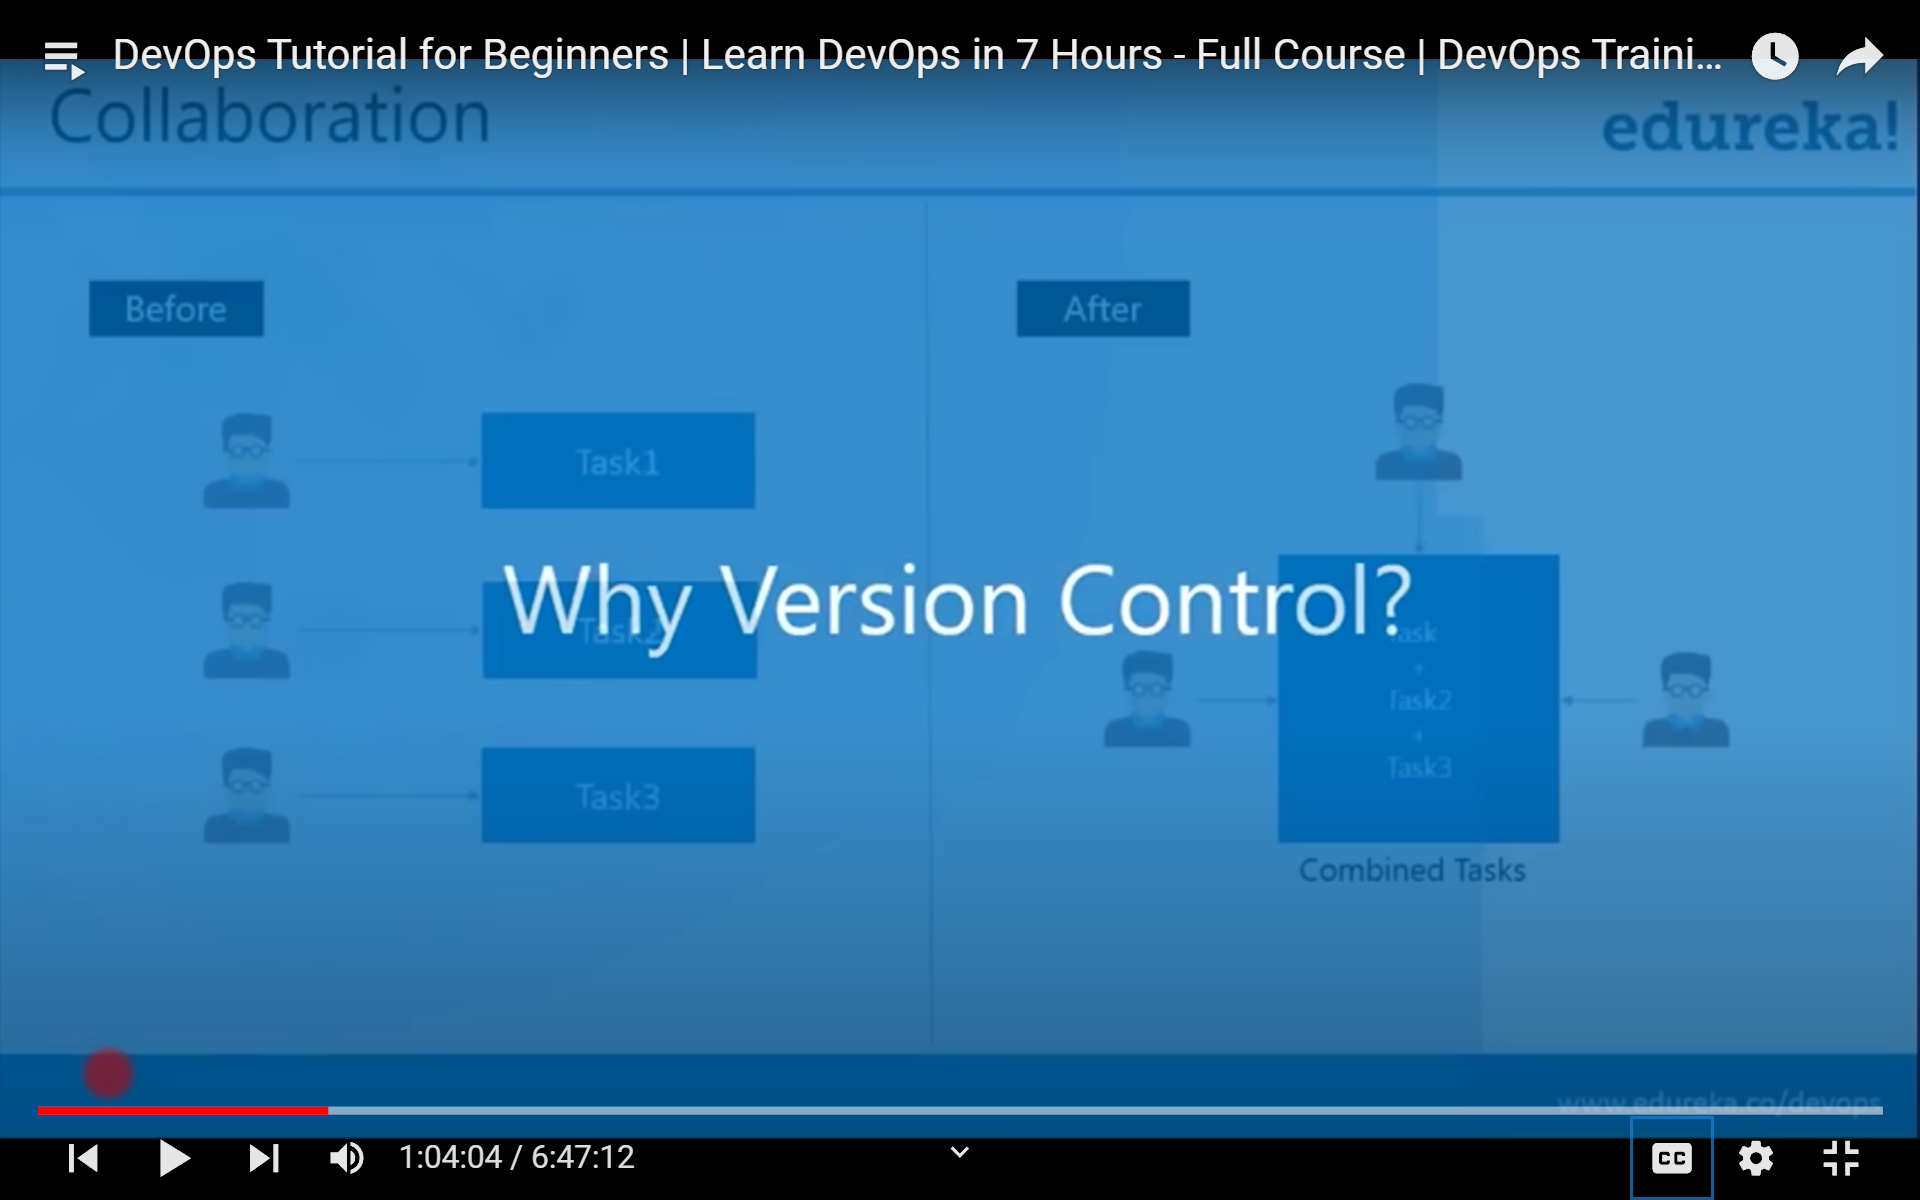 DevOps Tutorial for Beginners | Learn DevOps in 7 Hours - Full Course | DevOps Traini...
Collaboration
edureka!
Before
After
Task1
Why Version Control?
Task2
Task
Task2
Task3
Task3
Combined Tasks
www.edureka.co/devops
1:04:04 / 6:47:12
CC